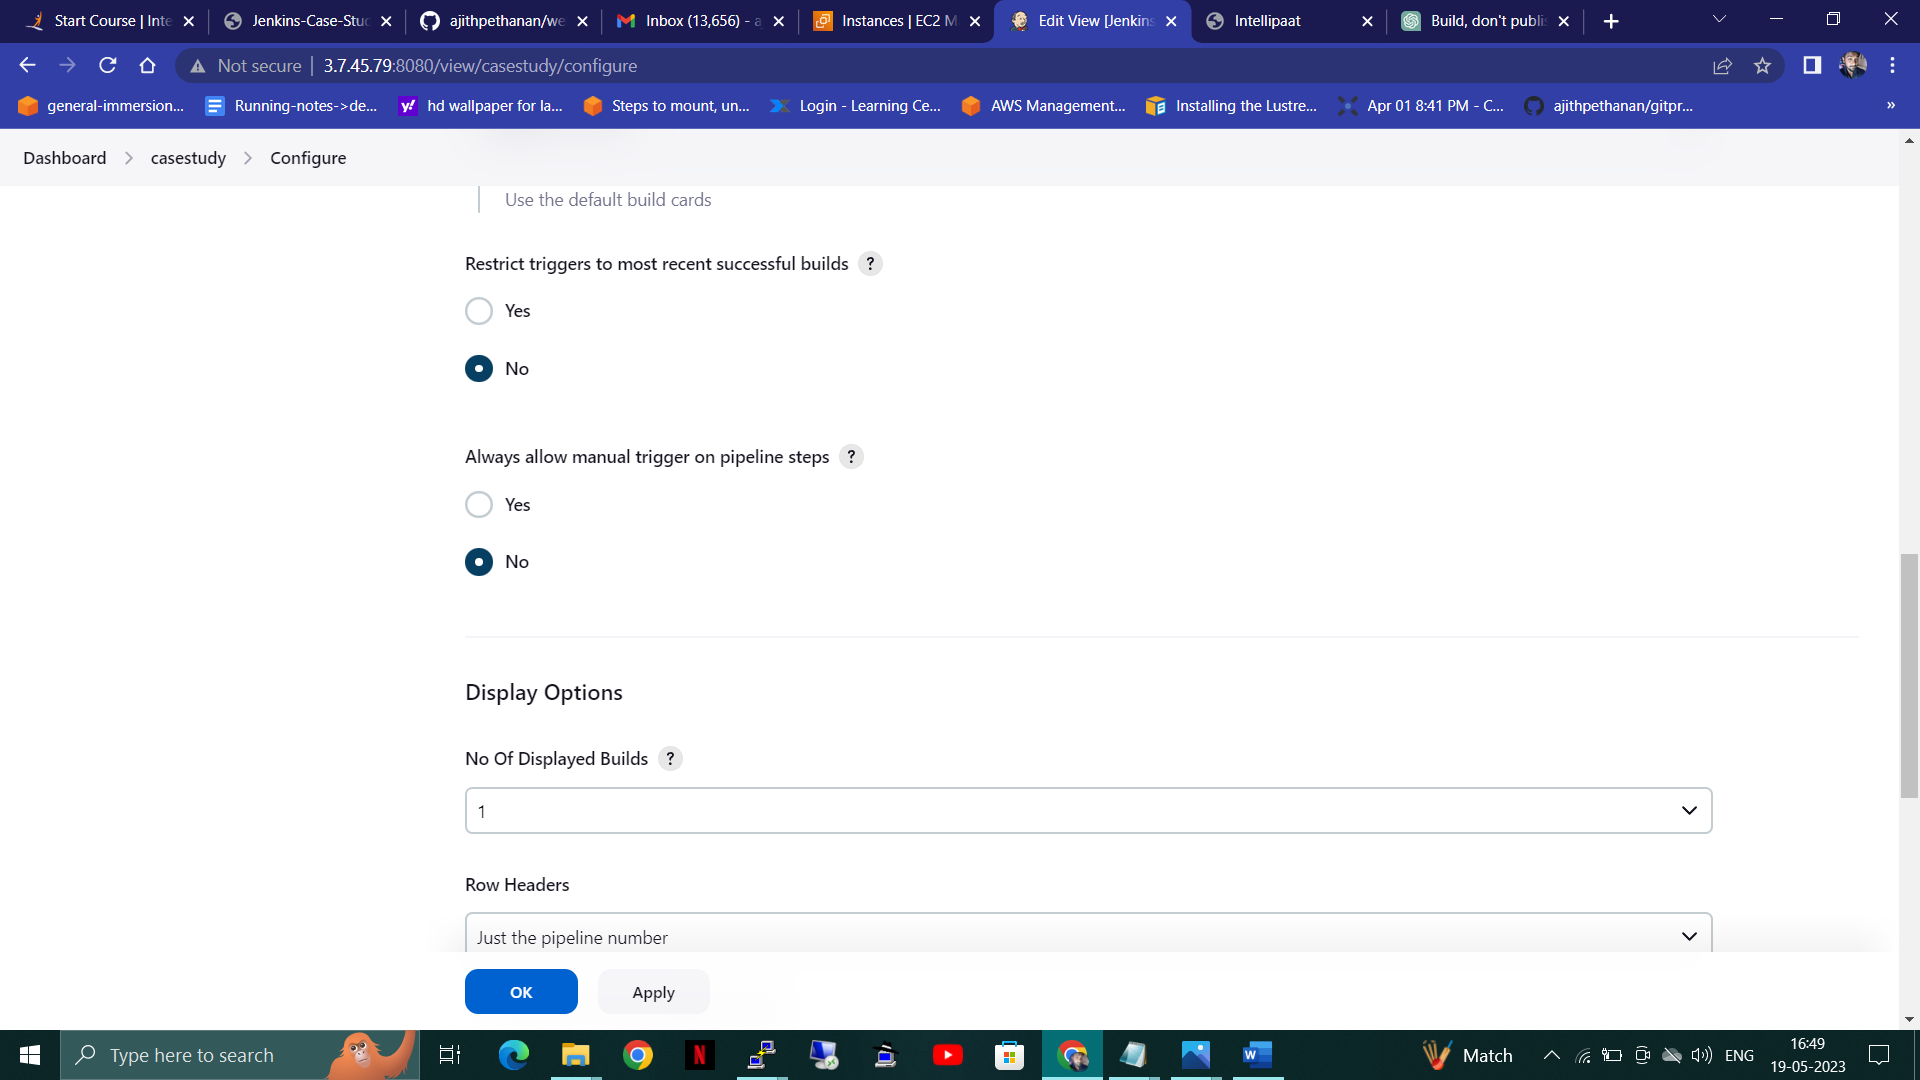 Start Course | Inte
Jenkins-Case-Stud
ajithpethanan/we
Inbox (13,656) - a
Instances | EC2 M
Edit View [Jenkins
Intellipaat
Build, don't publis
Not secure
3.7.45.79:8080/view/casestudy/configure
general-immersion...
Running-notes->de...
hd wallpaper for la...
Steps to mount, un...
Login - Learning Ce...
AWS Management...
Installing the Lustre...
Apr 01 8:41 PM - C...
ajithpethanan/gitpr...
»
Dashboard
casestudy
Configure
Use the default build cards
Restrict triggers to most recent successful builds ?
Yes
No
Always allow manual trigger on pipeline steps ?
Yes
No
Display Options
No Of Displayed Builds ?
1
Row Headers
Just the pipeline number
OK
Apply
Type here to search
Match
ENG
16:49
19-05-2023